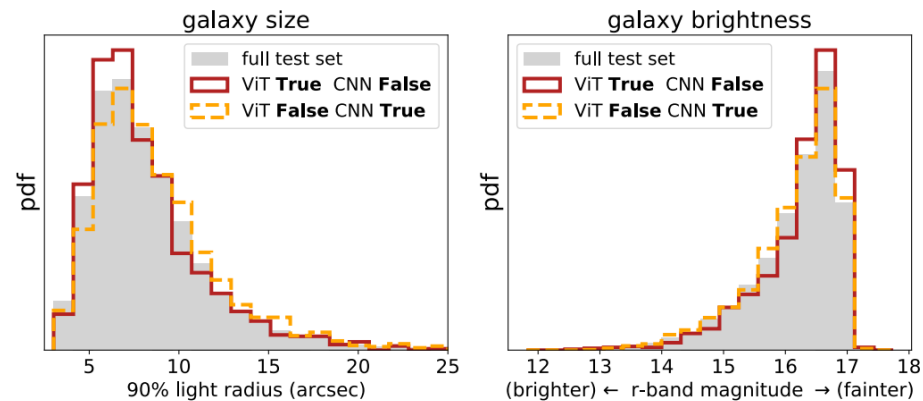 galaxy size
full test set
ViT True CNN False
ViT False CNN True
pdf
5 10 15 20 25
90% light radius (arcsec)
galaxy brightness
full test set
ViT True CNN False
ViT False CNN True
pdf
12 13 14 15 16 17 18
(brighter) ← r-band magnitude → (fainter)